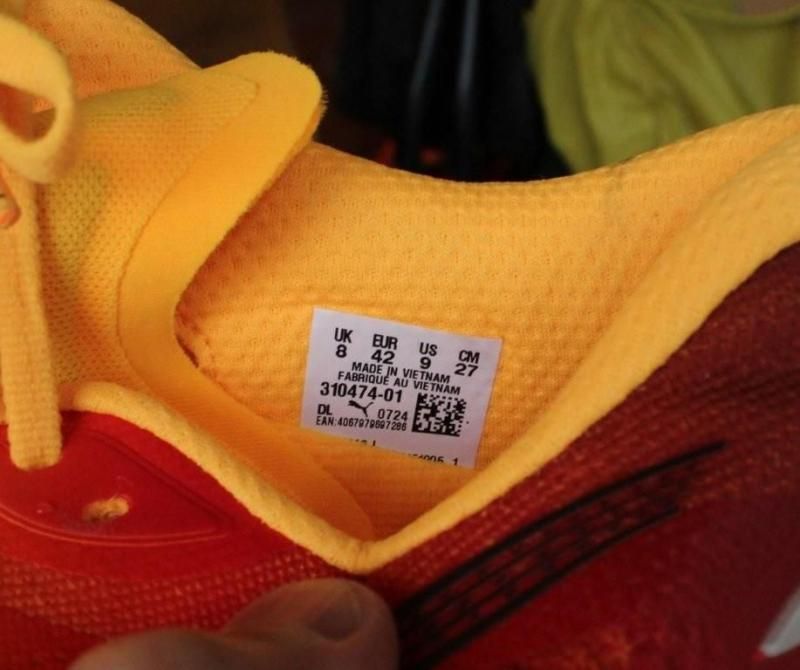 UK EUR US CM
8 42 9 27
MADE IN VIETNAM
FABRIQUÉ AU VIETNAM
310474-01
DL 0724
EAN:4067979697286